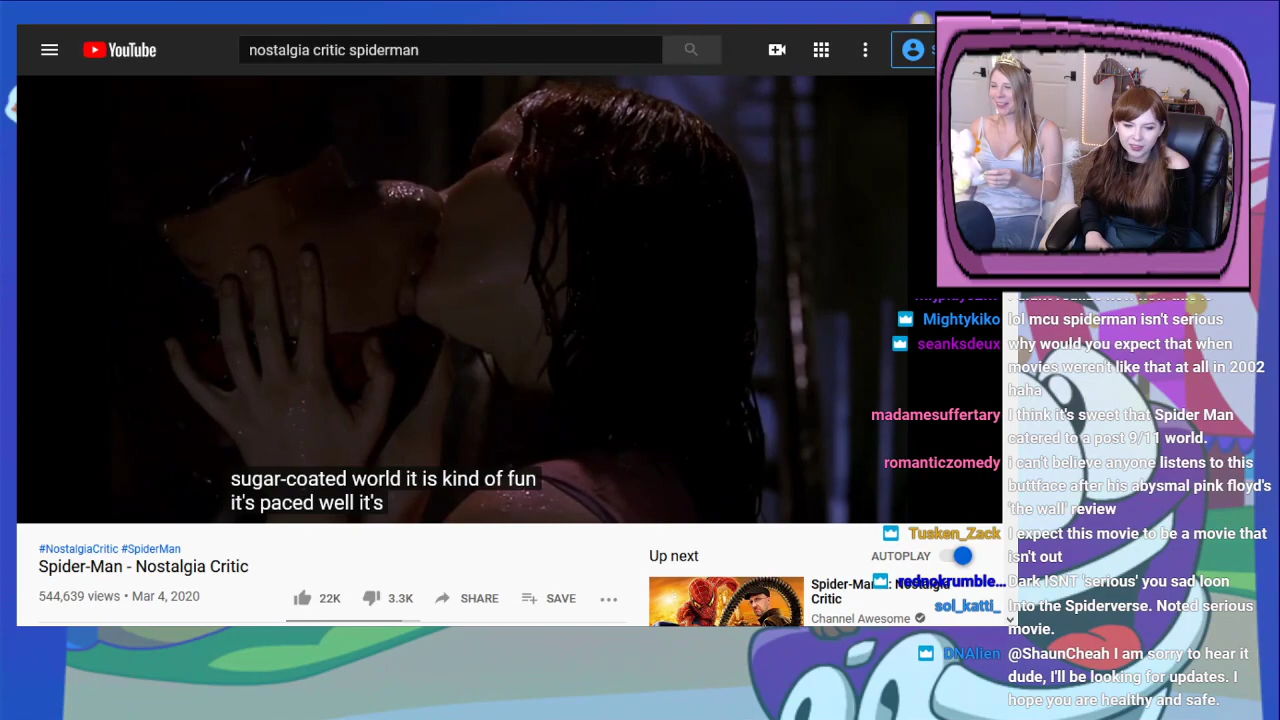 YouTube
nostalgia critic spiderman
sugar-coated world it is kind of fun
it's paced well it's
#NostalgiaCritic #SpiderMan
Spider-Man - Nostalgia Critic
544,639 views • Mar 4, 2020
22K
3.3K
SHARE
SAVE
Up next
AUTOPLAY
Critic
Channel Awesome
Mightykiko lol mcu spiderman isn't serious
seanksdeux why would you expect that when
movies weren't like that at all in 2002
haha
madamesuffertary I think it's sweet that Spider Man
catered to a post 9/11 world.
romanticzomedy i can't believe anyone listens to this
buttface after his abysmal pink floyd's
'the wall' review
Tusken_Zack I expect this movie to be a movie that
isn't out
rednokrumble... Dark ISNT 'serious' you sad loon
sol_katti_ Into the Spiderverse. Noted serious
movie.
DNAlien @ShaunCheah I am sorry to hear it
dude, I'll be looking for updates. I
hope you are healthy and safe.